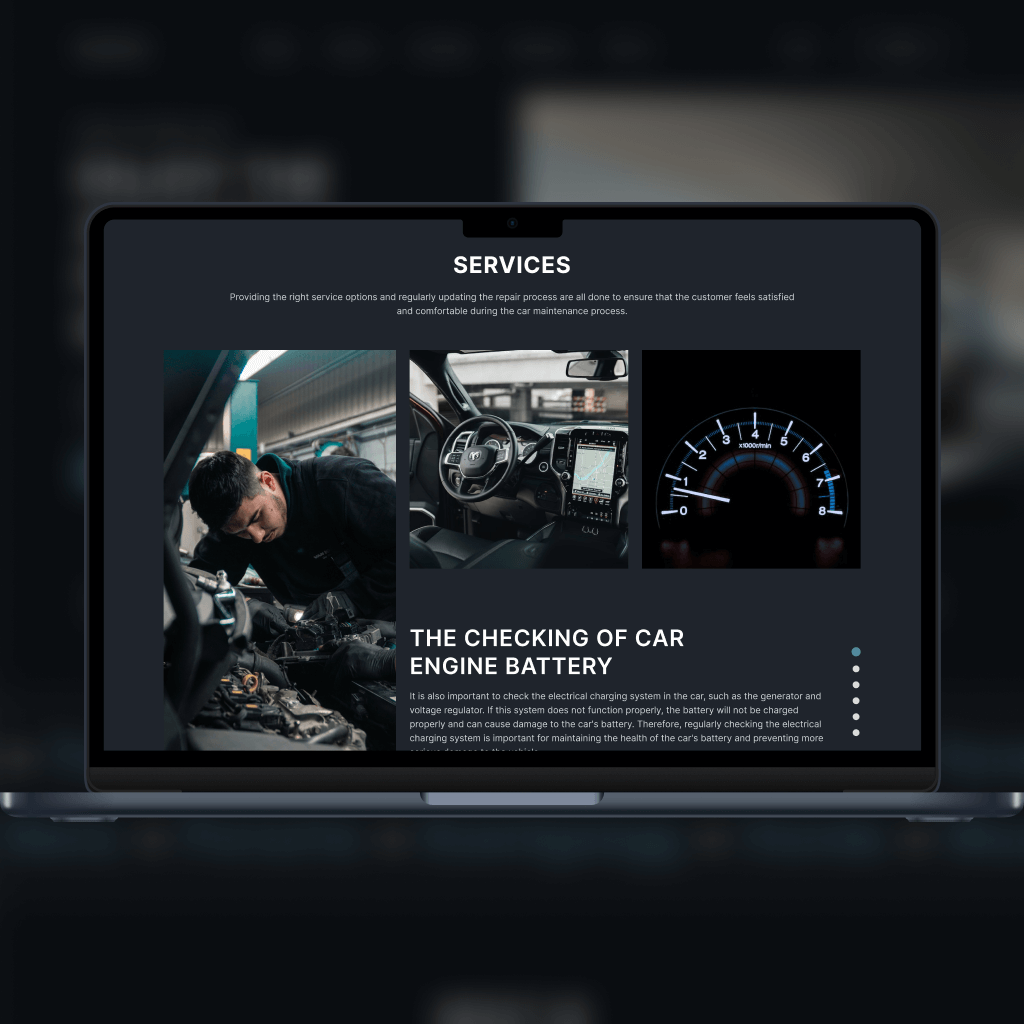 SERVICES
Providing the right service options and regularly updating the repair process are all done to ensure that the customer feels satisfied
and comfortable during the car maintenance process.
0
1
2
3
4
5
6
7
8
x1000r/min
THE CHECKING OF CAR
ENGINE BATTERY
It is also important to check the electrical charging system in the car, such as the generator and
voltage regulator. If this system does not function properly, the battery will not be charged
properly and can cause damage to the car's battery. Therefore, regularly checking the electrical
charging system is important for maintaining the health of the car's battery and preventing more
serious damage to the vehicle.